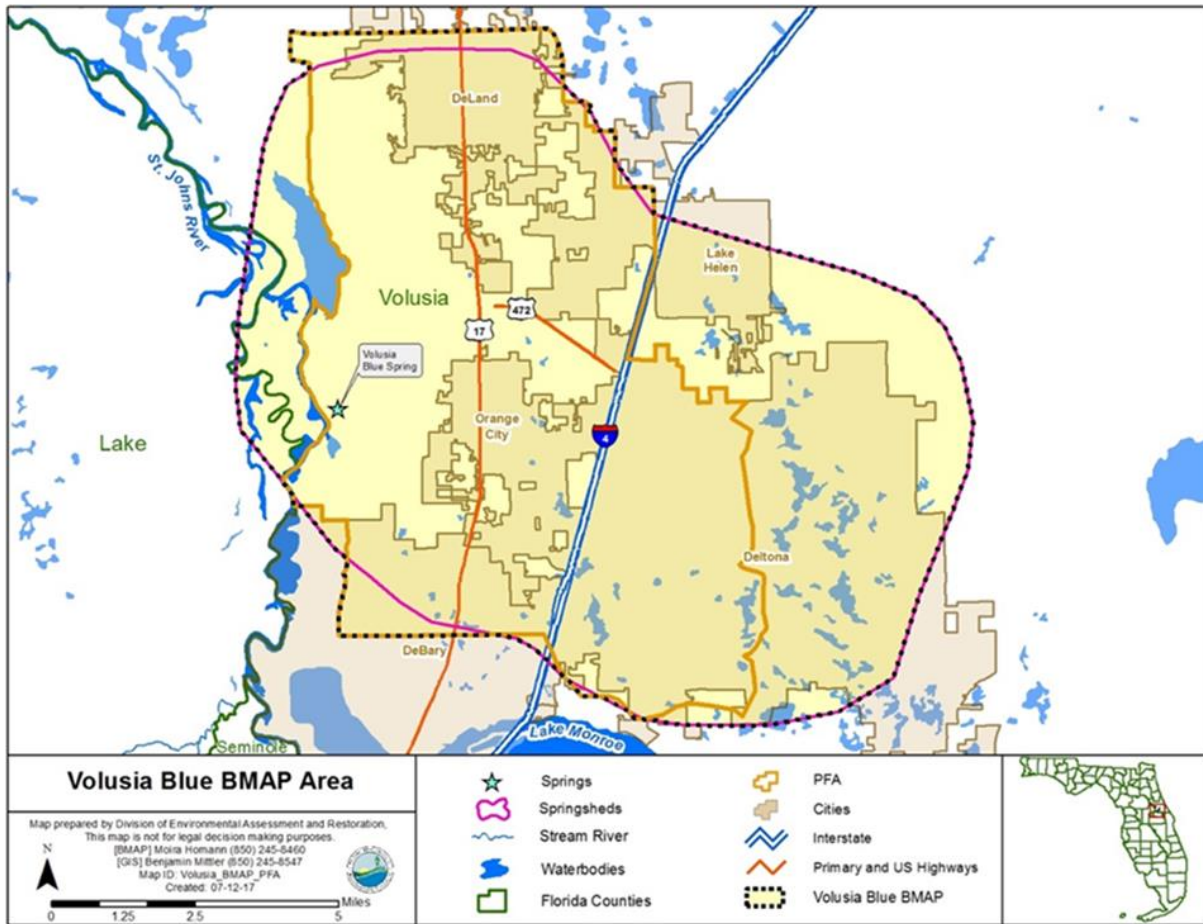 DeLand
St. Johns River
Lake
Helen
Volusia
472
17
Volusia
Blue Spring
Orange
City
4
Lake
Deltona
DeBary
Lake Monroe
Seminole
Volusia Blue BMAP Area
Map prepared by Division of Environmental Assessment and Restoration,
This map is not for legal decision making purposes.
[BMAP] Moira Homann (850) 245-8460
[GIS] Benjamin Mittler (850) 245-8547
Map ID: Volusia_BMAP_PFA
Created: 07-12-17
N
0 1.25 2.5 5 Miles
Springs
Springsheds
Stream River
Waterbodies
Florida Counties
PFA
Cities
Interstate
Primary and US Highways
Volusia Blue BMAP